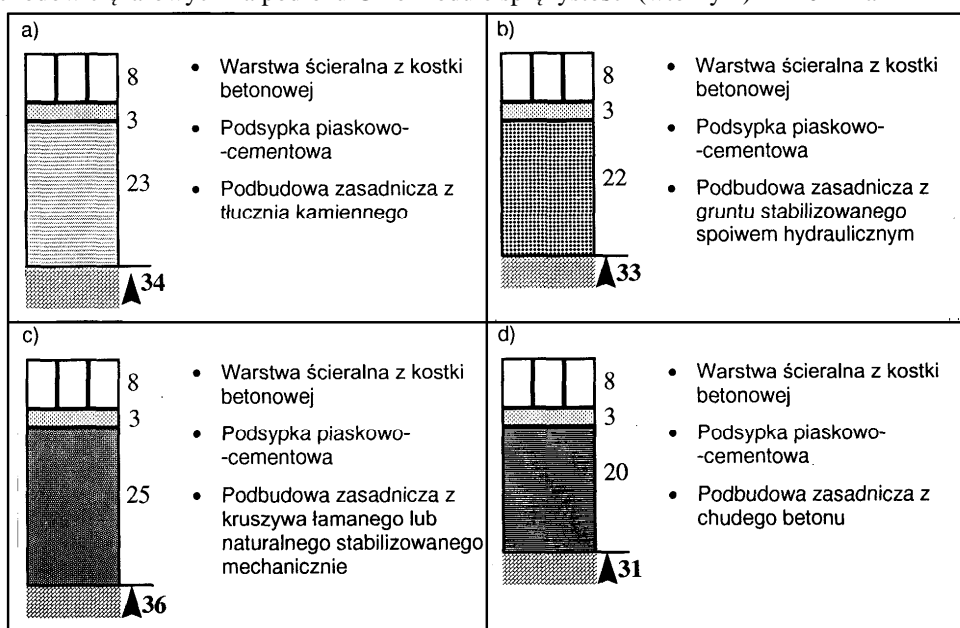 a)
8
3
23
34
• Warstwa ścieralna z kostki
betonowej
• Podsypka piaskowo-
-cementowa
• Podbudowa zasadnicza z
tłucznia kamiennego
b)
8
3
22
33
• Warstwa ścieralna z kostki
betonowej
• Podsypka piaskowo-
-cementowa
• Podbudowa zasadnicza z
gruntu stabilizowanego
spoiwem hydraulicznym
c)
8
3
25
36
• Warstwa ścieralna z kostki
betonowej
• Podsypka piaskowo-
-cementowa
• Podbudowa zasadnicza z
kruszywa łamanego lub
naturalnego stabilizowanego
mechanicznie
d)
8
3
20
31
• Warstwa ścieralna z kostki
betonowej
• Podsypka piaskowo-
-cementowa
• Podbudowa zasadnicza z
chudego betonu